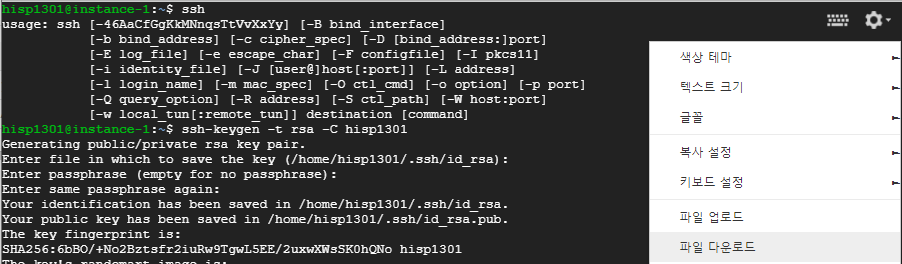 hisp1301@instance-1:~$ ssh
usage: ssh [-46AaCfGgKkMNnqsTtVvXxYy] [-B bind_interface]
[-b bind_address] [-c cipher_spec] [-D [bind_address:]port]
[-E log_file] [-e escape_char] [-F configfile] [-I pkcs11]
[-i identity_file] [-J [user@]host[:port]] [-L address]
[-l login_name] [-m mac_spec] [-O ctl_cmd] [-o option] [-p port]
[-Q query_option] [-R address] [-S ctl_path] [-W host:port]
[-w local_tun[:remote_tun]] destination [command]
hisp1301@instance-1:~$ ssh-keygen -t rsa -C hisp1301
Generating public/private rsa key pair.
Enter file in which to save the key (/home/hisp1301/.ssh/id_rsa):
Enter passphrase (empty for no passphrase):
Enter same passphrase again:
Your identification has been saved in /home/hisp1301/.ssh/id_rsa.
Your public key has been saved in /home/hisp1301/.ssh/id_rsa.pub.
The key fingerprint is:
SHA256:6bBO/+No2Bztsfr2iuRw9TgwL5EE/2uxwXWsSK0hQNo hisp1301
The key's randomart image is:
색상 테마
텍스트 크기
글꼴
복사 설정
키보드 설정
파일 업로드
파일 다운로드